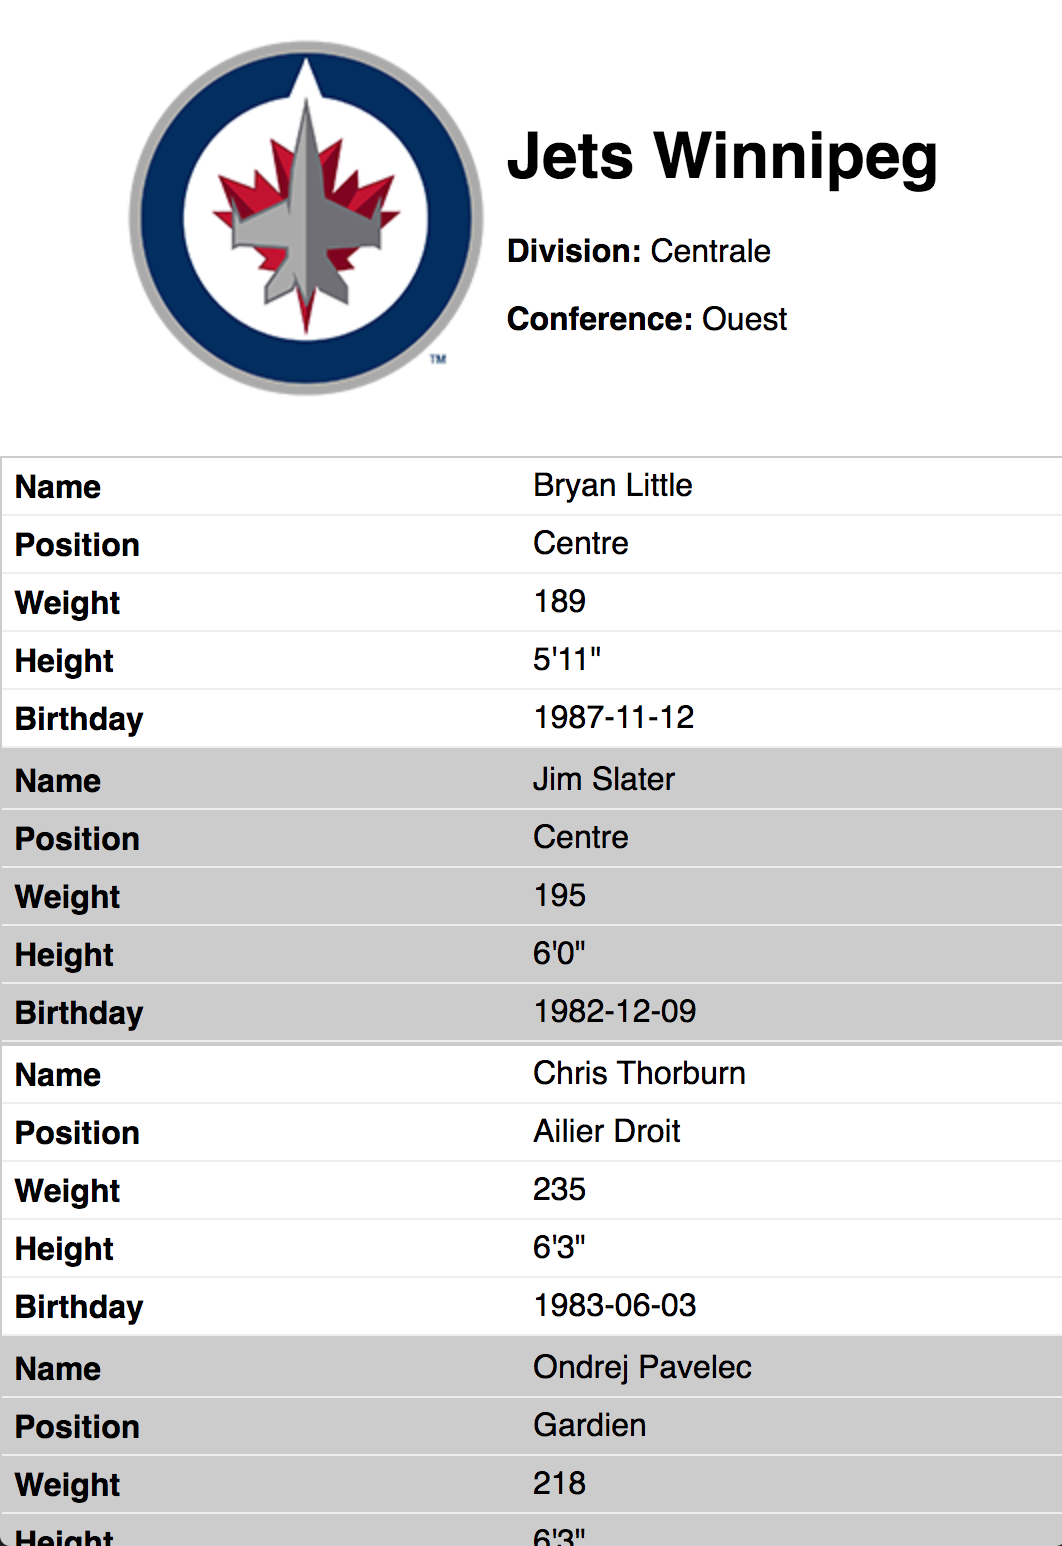 Jets Winnipeg
Division: Centrale
Conference: Ouest
TM
Name Bryan Little
Position Centre
Weight 189
Height 5'11"
Birthday 1987-11-12
Name Jim Slater
Position Centre
Weight 195
Height 6'0"
Birthday 1982-12-09
Name Chris Thorburn
Position Ailier Droit
Weight 235
Height 6'3"
Birthday 1983-06-03
Name Ondrej Pavelec
Position Gardien
Weight 218
Height 6'3"